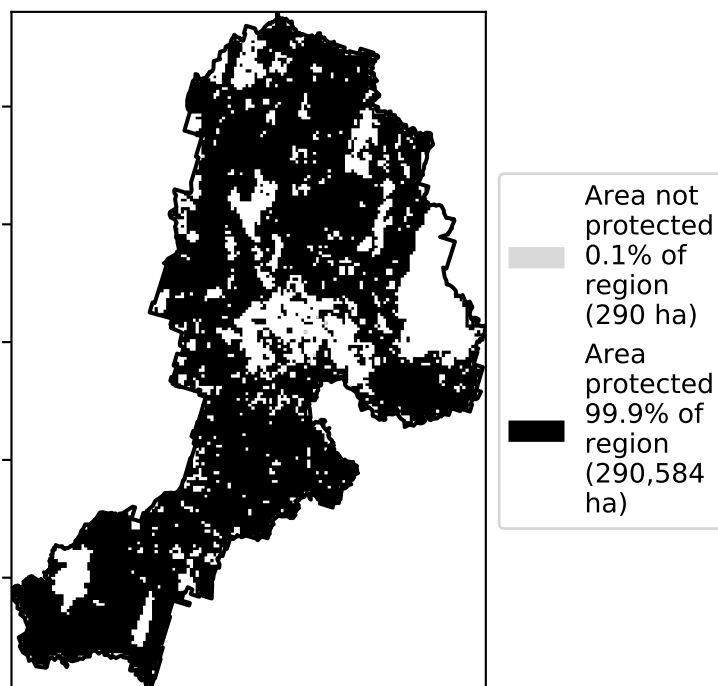 Area not
protected
0.1% of
region
(290 ha)
Area
protected
99.9% of
region
(290,584
ha)